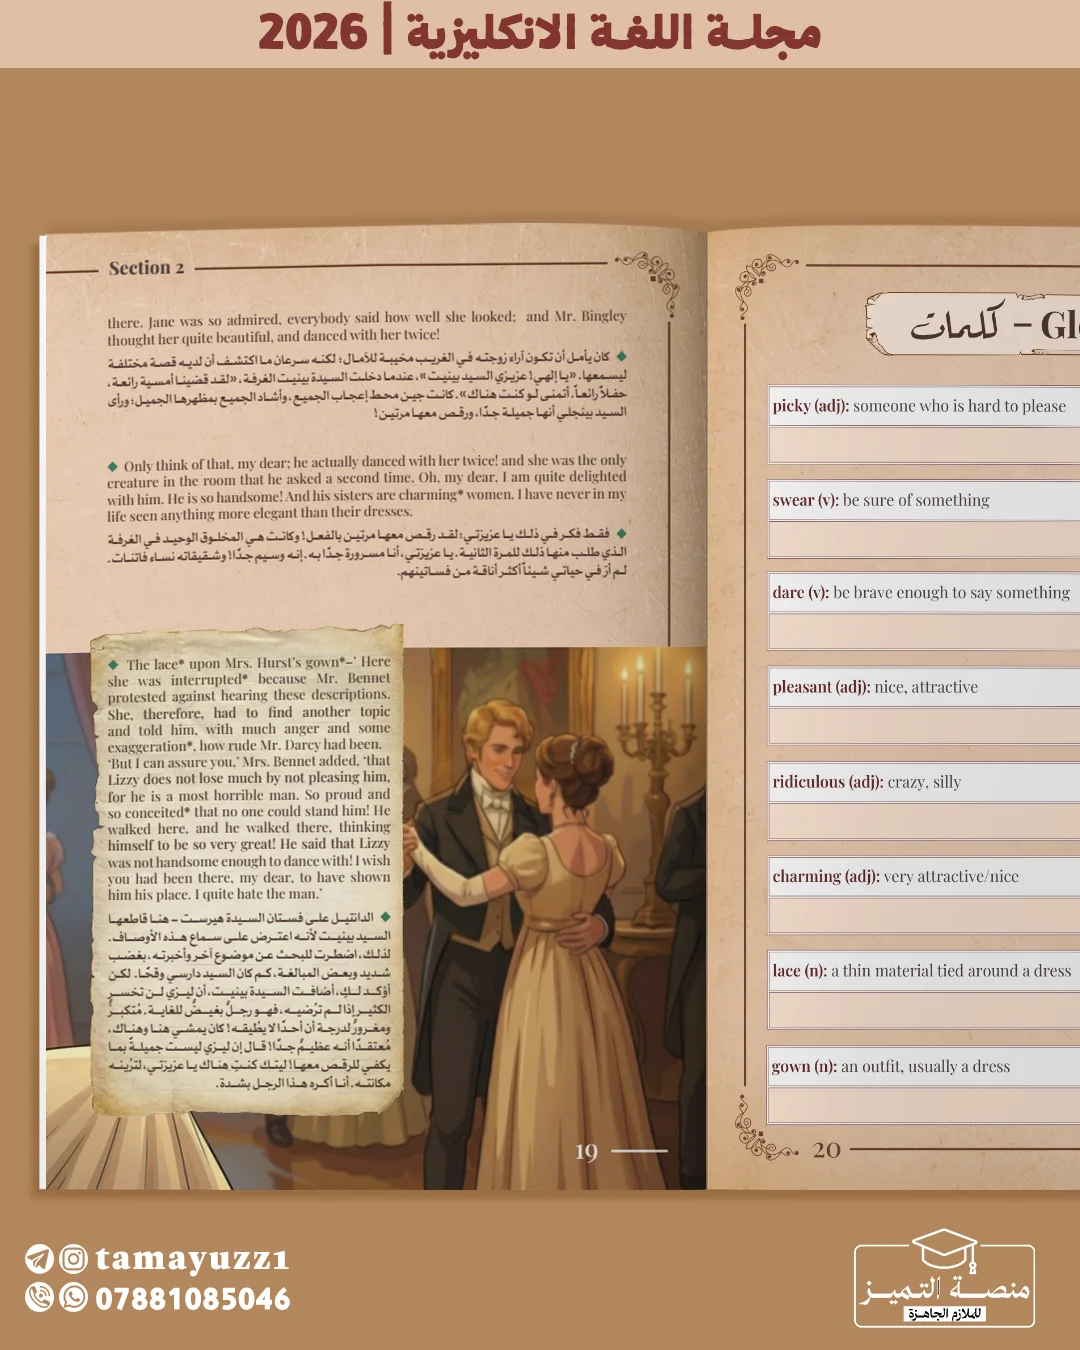 مجلـة اللغـة الانكليزية | 2026
Section 2
there. Jane was so admired, everybody said how well she looked; and Mr. Bingley
thought her quite beautiful, and danced with her twice!
كان يأمل أن تكون آراء زوجته في الغريب مخيبة للآمال؛ لكنه سرعان ما اكتشف أن لديه قصة مختلفة
ليسمعها. «يا إلهي! عزيزي السيد بينيت»، عندما دخلت السيدة بينيت الغرفة، «لقد قضينا أمسية رائعة،
حفلاً رائعاً. أتمنى لو كنت هناك». كانت جين محط إعجاب الجميع، وأشاد الجميع بمظهرها الجميل؛ ورأى
السيد بينجلي أنها جميلة جدًا، ورقص معها مرتين!
◆ Only think of that, my dear; he actually danced with her twice! and she was the only
creature in the room that he asked a second time. Oh, my dear, I am quite delighted
with him. He is so handsome! And his sisters are charming* women. I have never in my
life seen anything more elegant than their dresses.
◆ فقط فكر في ذلك يا عزيزتي؛ لقد رقص معها مرتين بالفعل! وكانت هي المخلوق الوحيد في الغرفة
الذي طلب منها ذلك للمرة الثانية. يا عزيزتي، أنا مسرورة جدًا به. إنه وسيم جدًا! وشقيقاته نساء فاتنات.
لم أرَ في حياتي شيئاً أكثر أناقة من فساتينهم.
◆ The lace* upon Mrs. Hurst's gown*–' Here
she was interrupted* because Mr. Bennet
protested against hearing these descriptions.
She, therefore, had to find another topic
and told him, with much anger and some
exaggeration*, how rude Mr. Darcy had been.
'But I can assure you,' Mrs. Bennet added, 'that
Lizzy does not lose much by not pleasing him,
for he is a most horrible man. So proud and
so conceited* that no one could stand him! He
walked here, and he walked there, thinking
himself to be so very great! He said that Lizzy
was not handsome enough to dance with! I wish
you had been there, my dear, to have shown
him his place. I quite hate the man.'
◆ الدانتيل على فستان السيدة هيرست – هنا قاطعها
السيد بينيت لأنه اعترض على سماع هذه الأوصاف.
لذلك، اضطرت للبحث عن موضوع آخر وأخبرته، بغضب
شديد وبعض المبالغة، كم كان السيد دارسي وقحًا. لكن
أؤكد لك، أضافت السيدة بينيت، أن ليزي لن تخسر
الكثير إذا لم تُرضيه، فهو رجلٌ بغيضٌ للغاية. مُتكبرٌ
ومغرورٌ لدرجة أن أحدًا لا يُطيقه! كان يمشي هنا وهناك،
مُعتقدًا أنه عظيمٌ جدًا! قال إن ليزي ليست جميلةً بما
يكفي للرقص معها! ليتك كنتِ هناك يا عزيزتي، لتُرينه
مكانته. أنا أكره هذا الرجل بشدة.
19
كلمات – Gl
picky (adj): someone who is hard to please
swear (v): be sure of something
dare (v): be brave enough to say something
pleasant (adj): nice, attractive
ridiculous (adj): crazy, silly
charming (adj): very attractive/nice
lace (n): a thin material tied around a dress
gown (n): an outfit, usually a dress
20
tamayuzz1
07881085046
منصـة التميـز
للملازم الجاهـزة